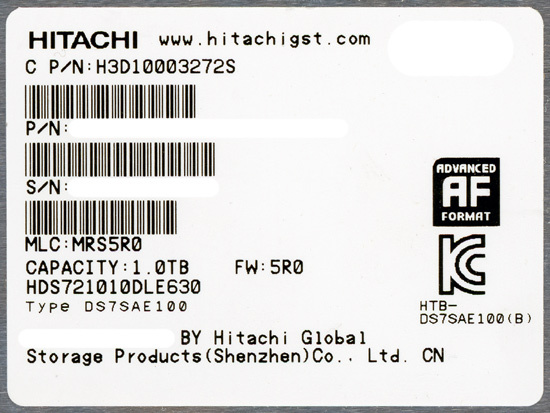 HITACHI www.hitachigst.com
C P/N:H3D10003272S
P/N:
S/N:
MLC:MRS5R0
CAPACITY:1.0TB FW:5R0
HDS721010DLE630
Type DS7SAE100
ADVANCED
AF
FORMAT
KC
HTB-
DS7SAE100(B)
BY Hitachi Global
Storage Products(Shenzhen)Co., Ltd. CN